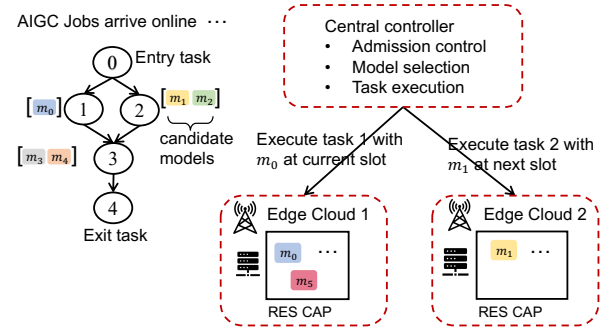 AIGC Jobs arrive online ...
0 Entry task
[m₀] 1 2 [m₁ m₂]
candidate
models
[m₃ m₄] 3
4
Exit task
Central controller
• Admission control
• Model selection
• Task execution
Execute task 1 with
m₀ at current slot
Execute task 2 with
m₁ at next slot
Edge Cloud 1
m₀ ...
m₅
RES CAP
Edge Cloud 2
m₁ ...
RES CAP